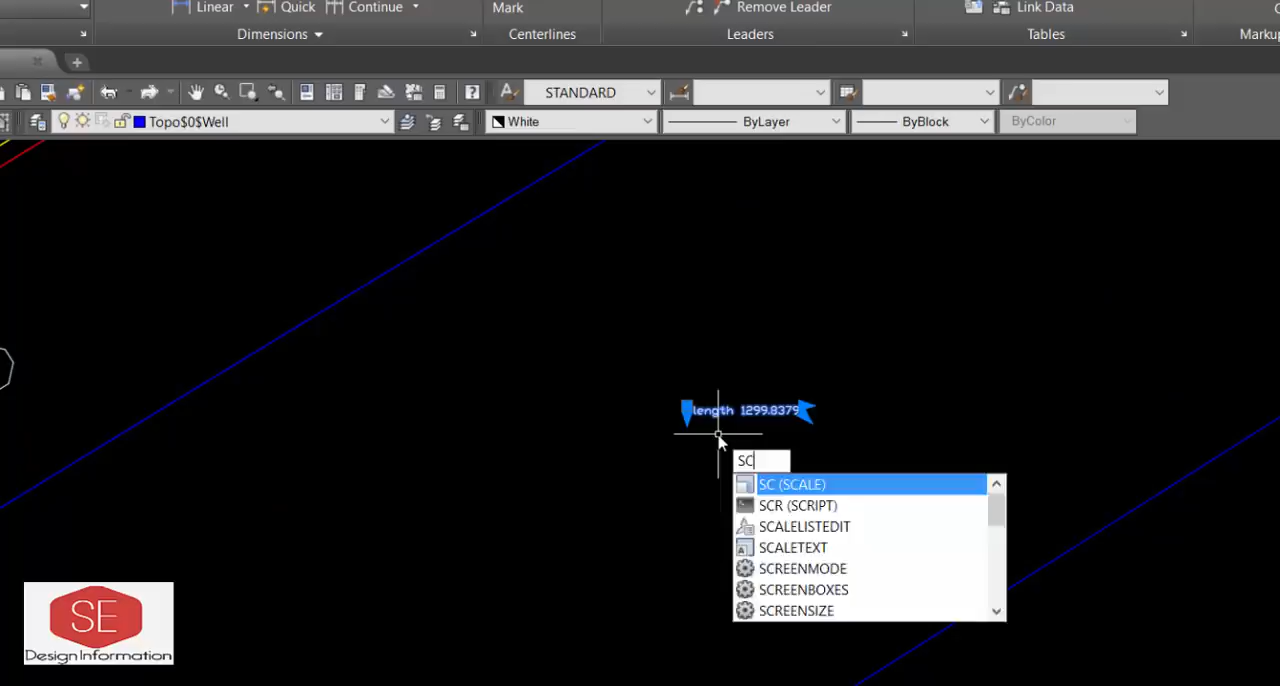 Linear Quick Continue Mark Remove Leader Link Data
Dimensions Centerlines Leaders Tables Marku
STANDARD
Topo$0$Well White ByLayer ByBlock ByColor
length 1299.8379
SC
SC (SCALE)
SCR (SCRIPT)
SCALELISTEDIT
SCALETEXT
SCREENMODE
SCREENBOXES
SCREENSIZE
SE
Design Information